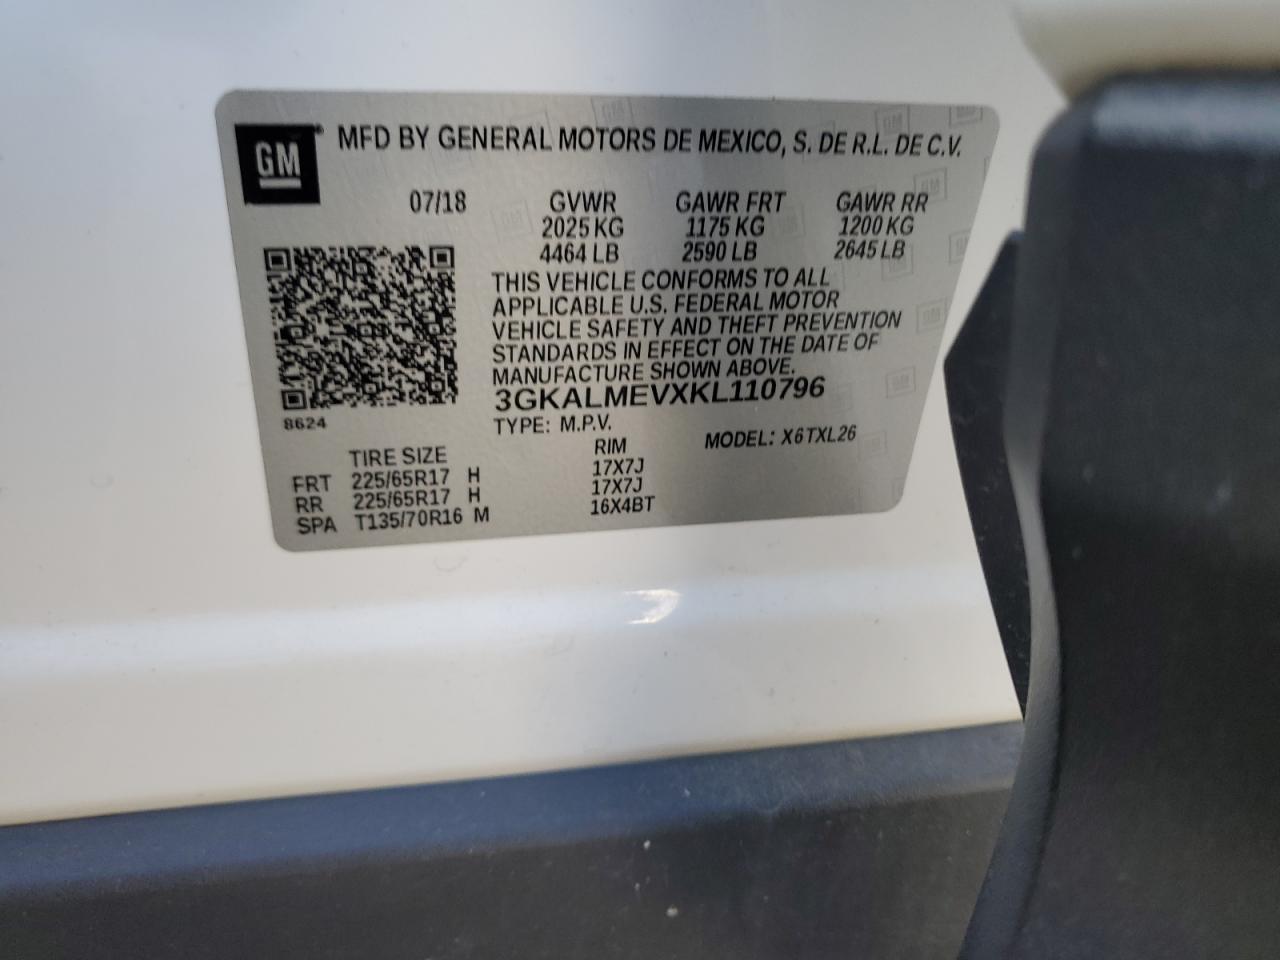 GM
MFD BY GENERAL MOTORS DE MEXICO, S. DE R.L. DE C.V.
07/18 GVWR GAWR FRT GAWR RR
2025 KG 1175 KG 1200 KG
4464 LB 2590 LB 2645 LB
THIS VEHICLE CONFORMS TO ALL
APPLICABLE U.S. FEDERAL MOTOR
VEHICLE SAFETY AND THEFT PREVENTION
STANDARDS IN EFFECT ON THE DATE OF
MANUFACTURE SHOWN ABOVE.
3GKALMEVXKL110796
8624
TYPE: M.P.V. MODEL: X6TXL26
TIRE SIZE RIM
FRT 225/65R17 H 17X7J
RR 225/65R17 H 17X7J
SPA T135/70R16 M 16X4BT